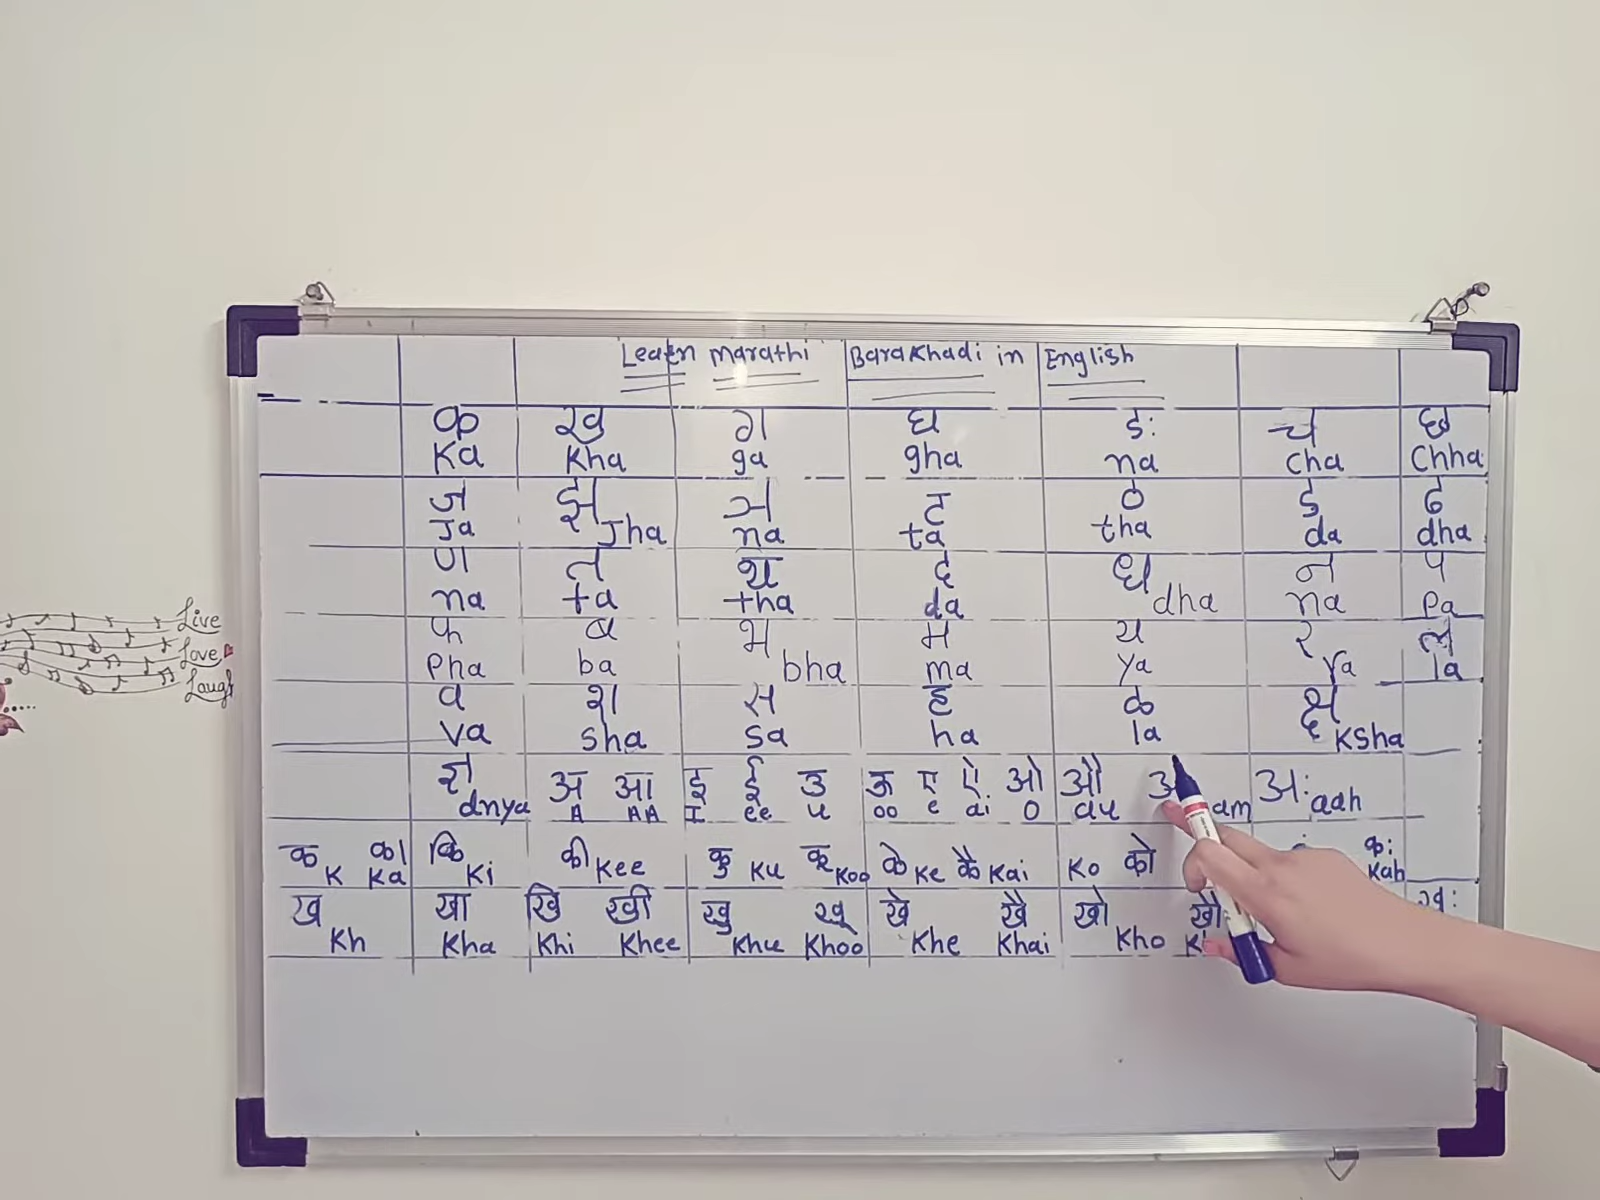 Learn Marathi Barakhadi in English
क ख ग घ ङ: च छ
Ka Kha ga gha na cha Chha
ज झ ञ ट ठ ड ढ
Ja Jha na ta tha da dha
ण त थ द ध न प
na ta tha da dha na Pa
फ ब भ म य र ल
Pha ba bha ma ya ra la
व श स ह ळ क्ष
va sha sa ha la Ksha
ज्ञ अ आ इ ई उ ऊ ए ऐ ओ औ अः
dnya A AA I ee u oo e ai o au am aah
क का कि की कु कू के कै को क:
K Ka Ki Kee Ku Koo Ke Kai Ko Kah
ख खा खि खी खु खू खे खै खो खौ ख:
Kh Kha Khi Khee Khu Khoo Khe Khai Kho
Live
Love
Laugh